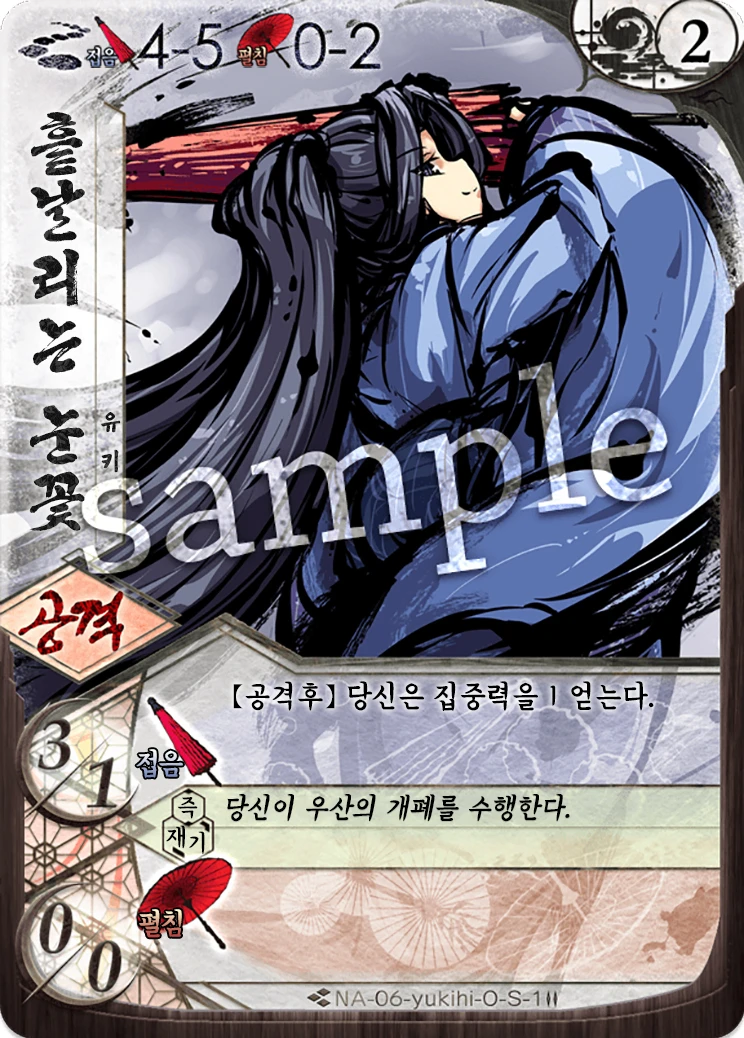 접음 4-5 펼침 0-2
2
흩날리는 눈꽃
유키
sample
공격
【공격후】 당신은 집중력을 1 얻는다.
3/1
접음
즉
재기
당신이 우산의 개폐를 수행한다.
펼침
0/0
NA-06-yukihi-O-S-1